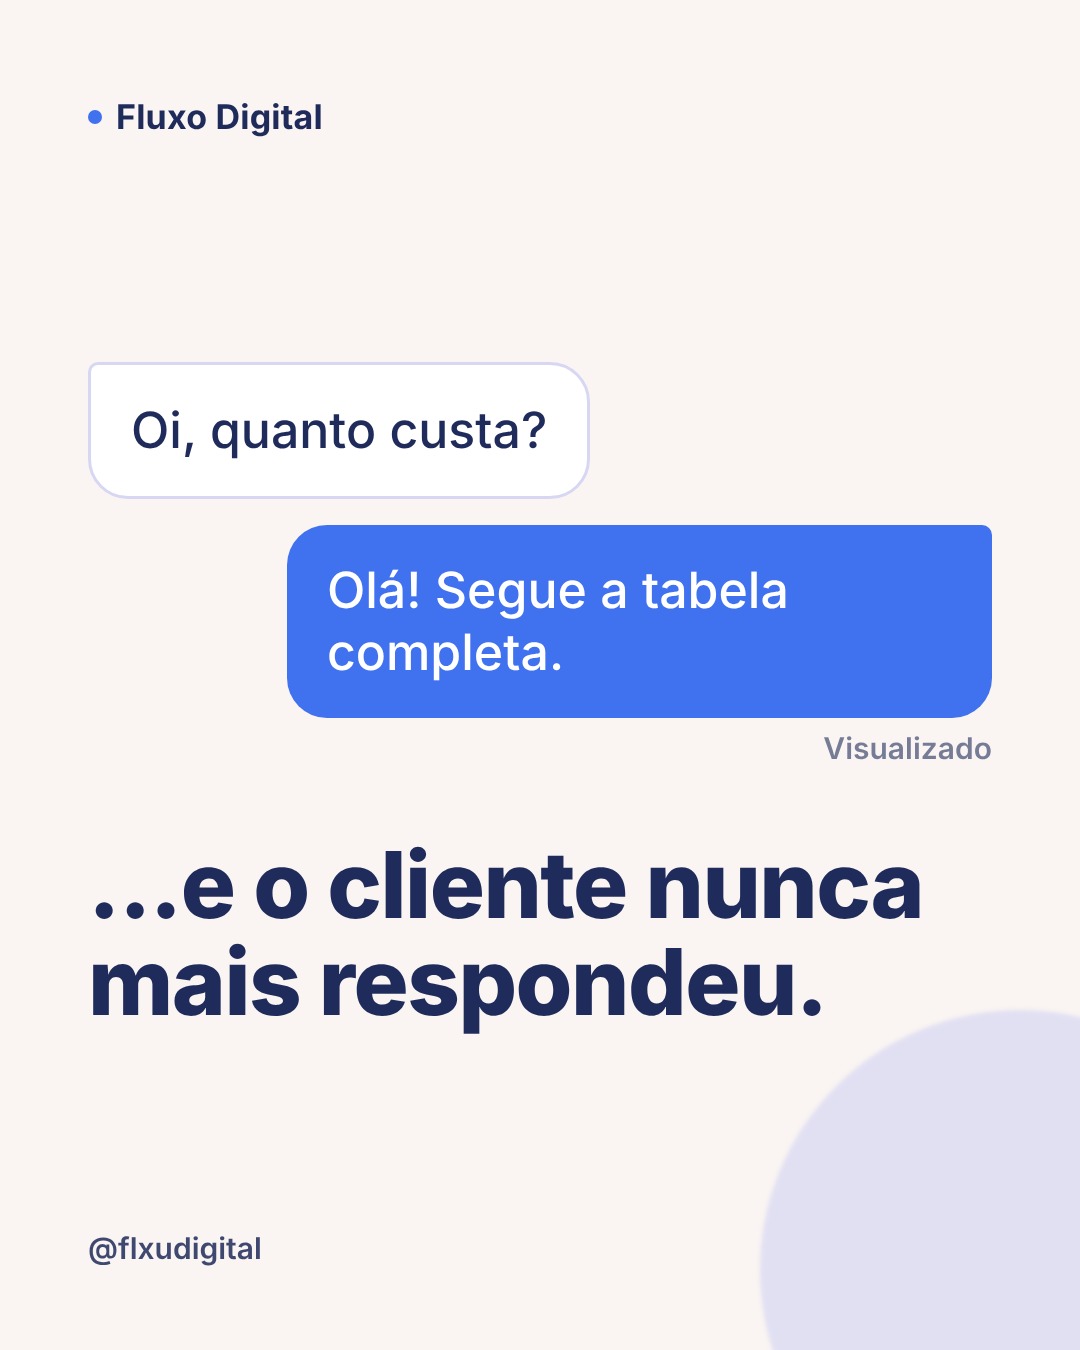 Fluxo Digital
Oi, quanto custa?
Olá! Segue a tabela
completa.
Visualizado
...e o cliente nunca
mais respondeu.
@flxudigital